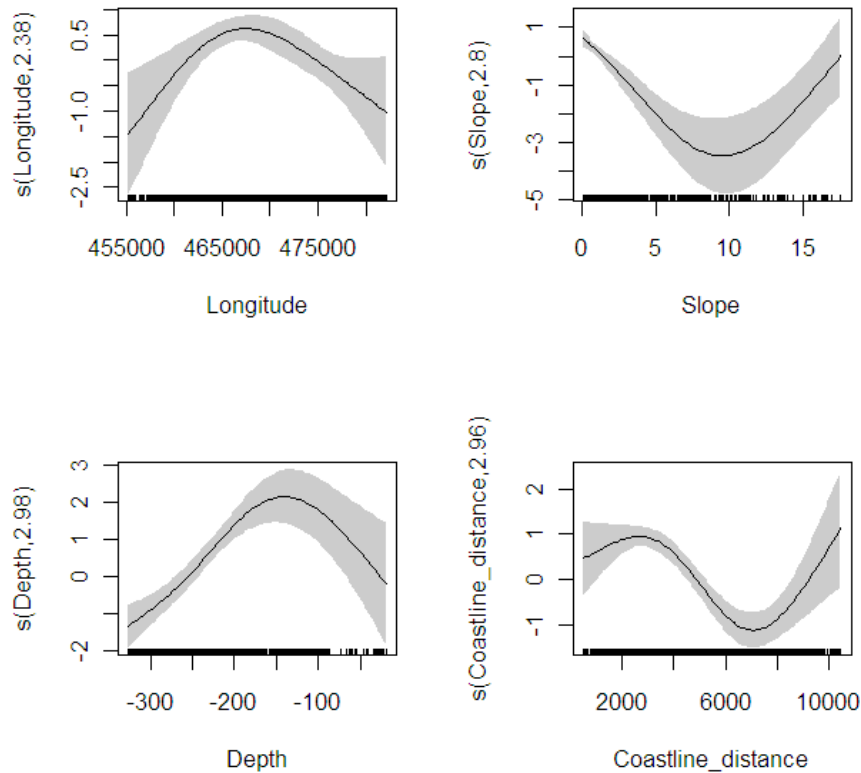 s(Longitude,2.38)
0.5
-1.0
-2.5
455000 465000 475000
Longitude
s(Slope,2.8)
1
-1
-3
-5
0 5 10 15
Slope
s(Depth,2.98)
3
2
1
0
-2
-300 -200 -100
Depth
s(Coastline_distance,2.96)
2
1
0
-1
2000 6000 10000
Coastline_distance